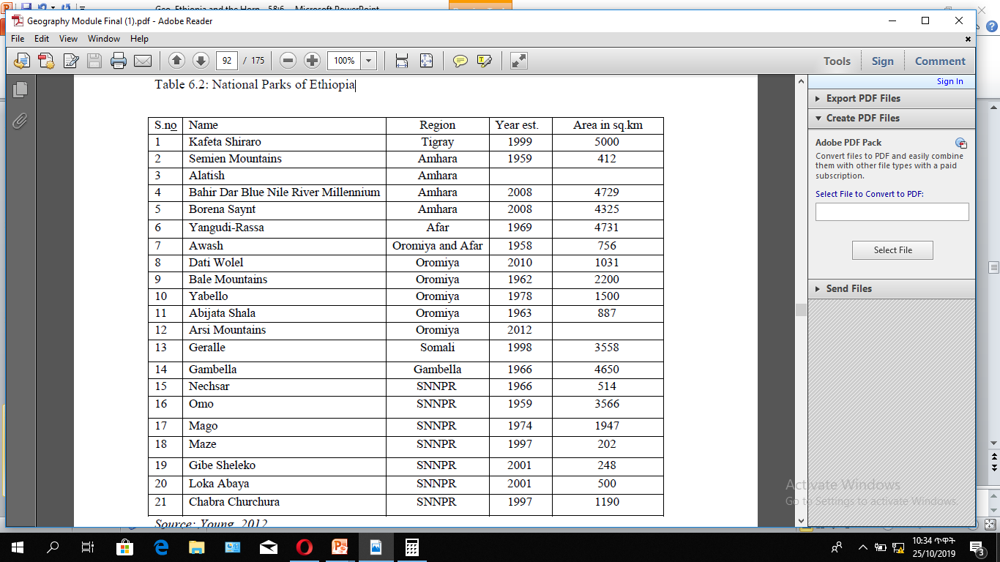 Geo_Ethiopia and the Horn_ 5&6 - Microsoft PowerPoint
Geography Module Final (1).pdf - Adobe Reader
File Edit View Window Help
92 / 175 100% Tools Sign Comment
Sign In
Export PDF Files
Create PDF Files
Adobe PDF Pack
Convert files to PDF and easily combine
them with other file types with a paid
subscription.
Select File to Convert to PDF:
Select File
Send Files
Table 6.2: National Parks of Ethiopia
S.no Name Region Year est. Area in sq.km
1 Kafeta Shiraro Tigray 1999 5000
2 Semien Mountains Amhara 1959 412
3 Alatish Amhara
4 Bahir Dar Blue Nile River Millennium Amhara 2008 4729
5 Borena Saynt Amhara 2008 4325
6 Yangudi-Rassa Afar 1969 4731
7 Awash Oromiya and Afar 1958 756
8 Dati Wolel Oromiya 2010 1031
9 Bale Mountains Oromiya 1962 2200
10 Yabello Oromiya 1978 1500
11 Abijata Shala Oromiya 1963 887
12 Arsi Mountains Oromiya 2012
13 Geralle Somali 1998 3558
14 Gambella Gambella 1966 4650
15 Nechsar SNNPR 1966 514
16 Omo SNNPR 1959 3566
17 Mago SNNPR 1974 1947
18 Maze SNNPR 1997 202
19 Gibe Sheleko SNNPR 2001 248
20 Loka Abaya SNNPR 2001 500
21 Chabra Churchura SNNPR 1997 1190
Source: Young, 2012
Activate Windows
Go to Settings to activate Windows.
10:34 ጥዋት
25/10/2019
3